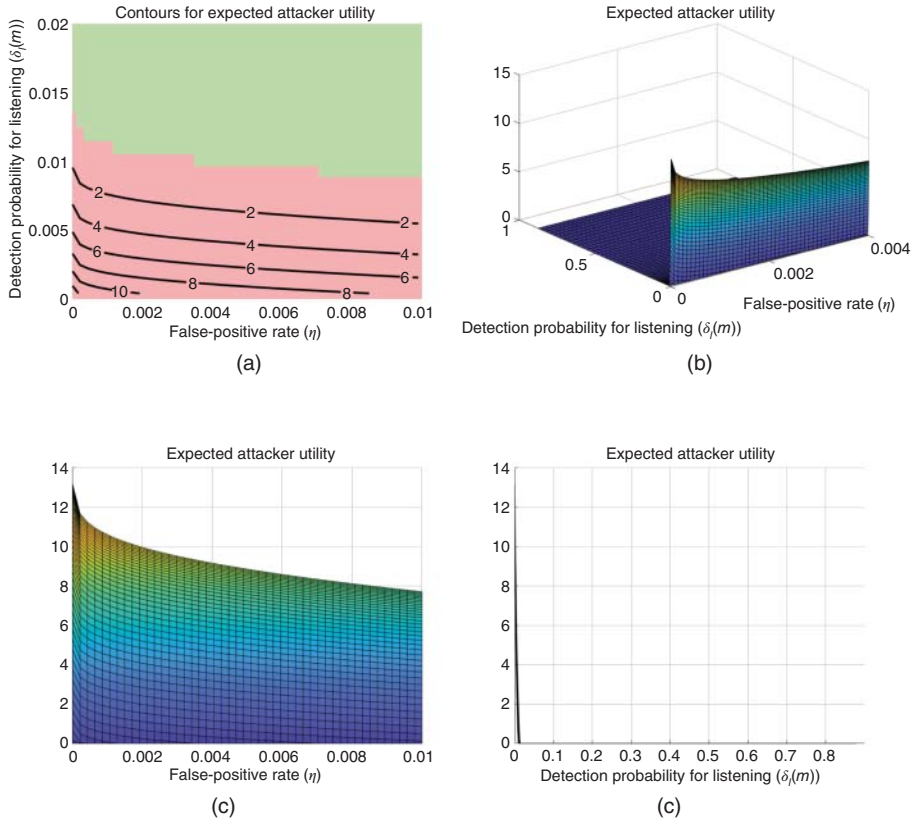 Contours for expected attacker utility
0.02
0.015
0.01
0.005
0
Detection probability for listening (δl(m))
2 2 2
4 4 4
6 6 6
8 8
10
0 0.002 0.004 0.006 0.008 0.01
False-positive rate (η)
(a)
Expected attacker utility
15
10
5
0
1
0.5
0
0
0.002
0.004
False-positive rate (η)
Detection probability for listening (δl(m))
(b)
Expected attacker utility
14
12
10
8
6
4
2
0
0 0.002 0.004 0.006 0.008 0.01
False-positive rate (η)
(c)
Expected attacker utility
14
12
10
8
6
4
2
0
0 0.1 0.2 0.3 0.4 0.5 0.6 0.7 0.8
Detection probability for listening (δl(m))
(c)